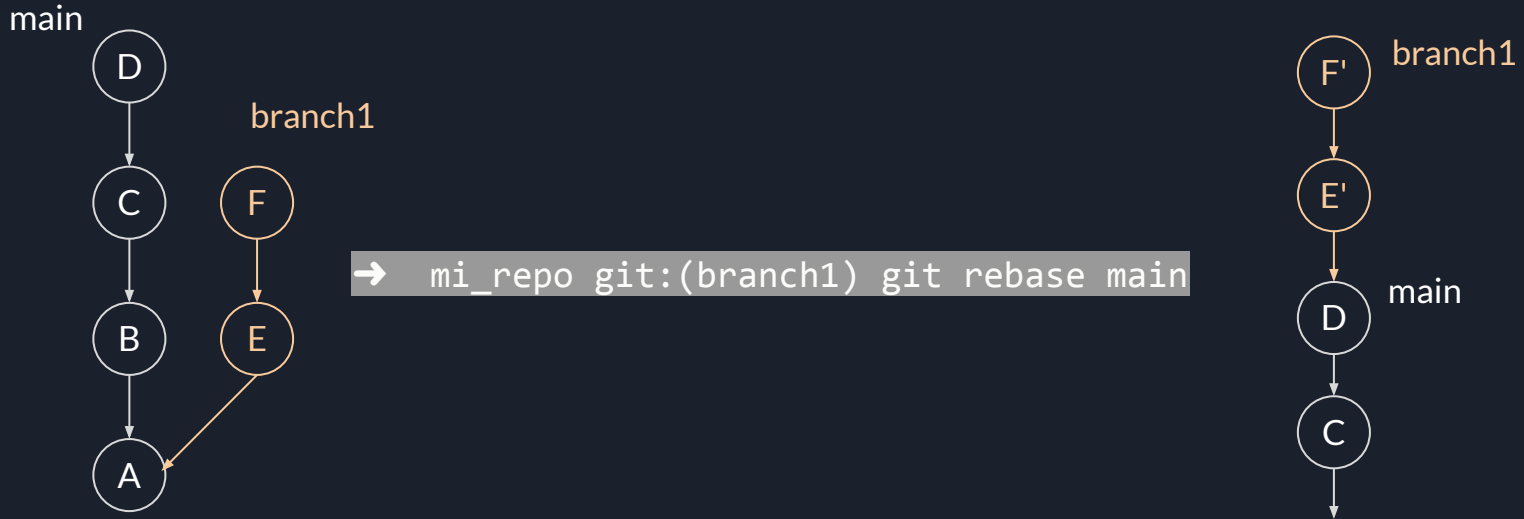 main
D
branch1
C
F
B
E
A
➜ mi_repo git:(branch1) git rebase main
F'
branch1
E'
D
main
C